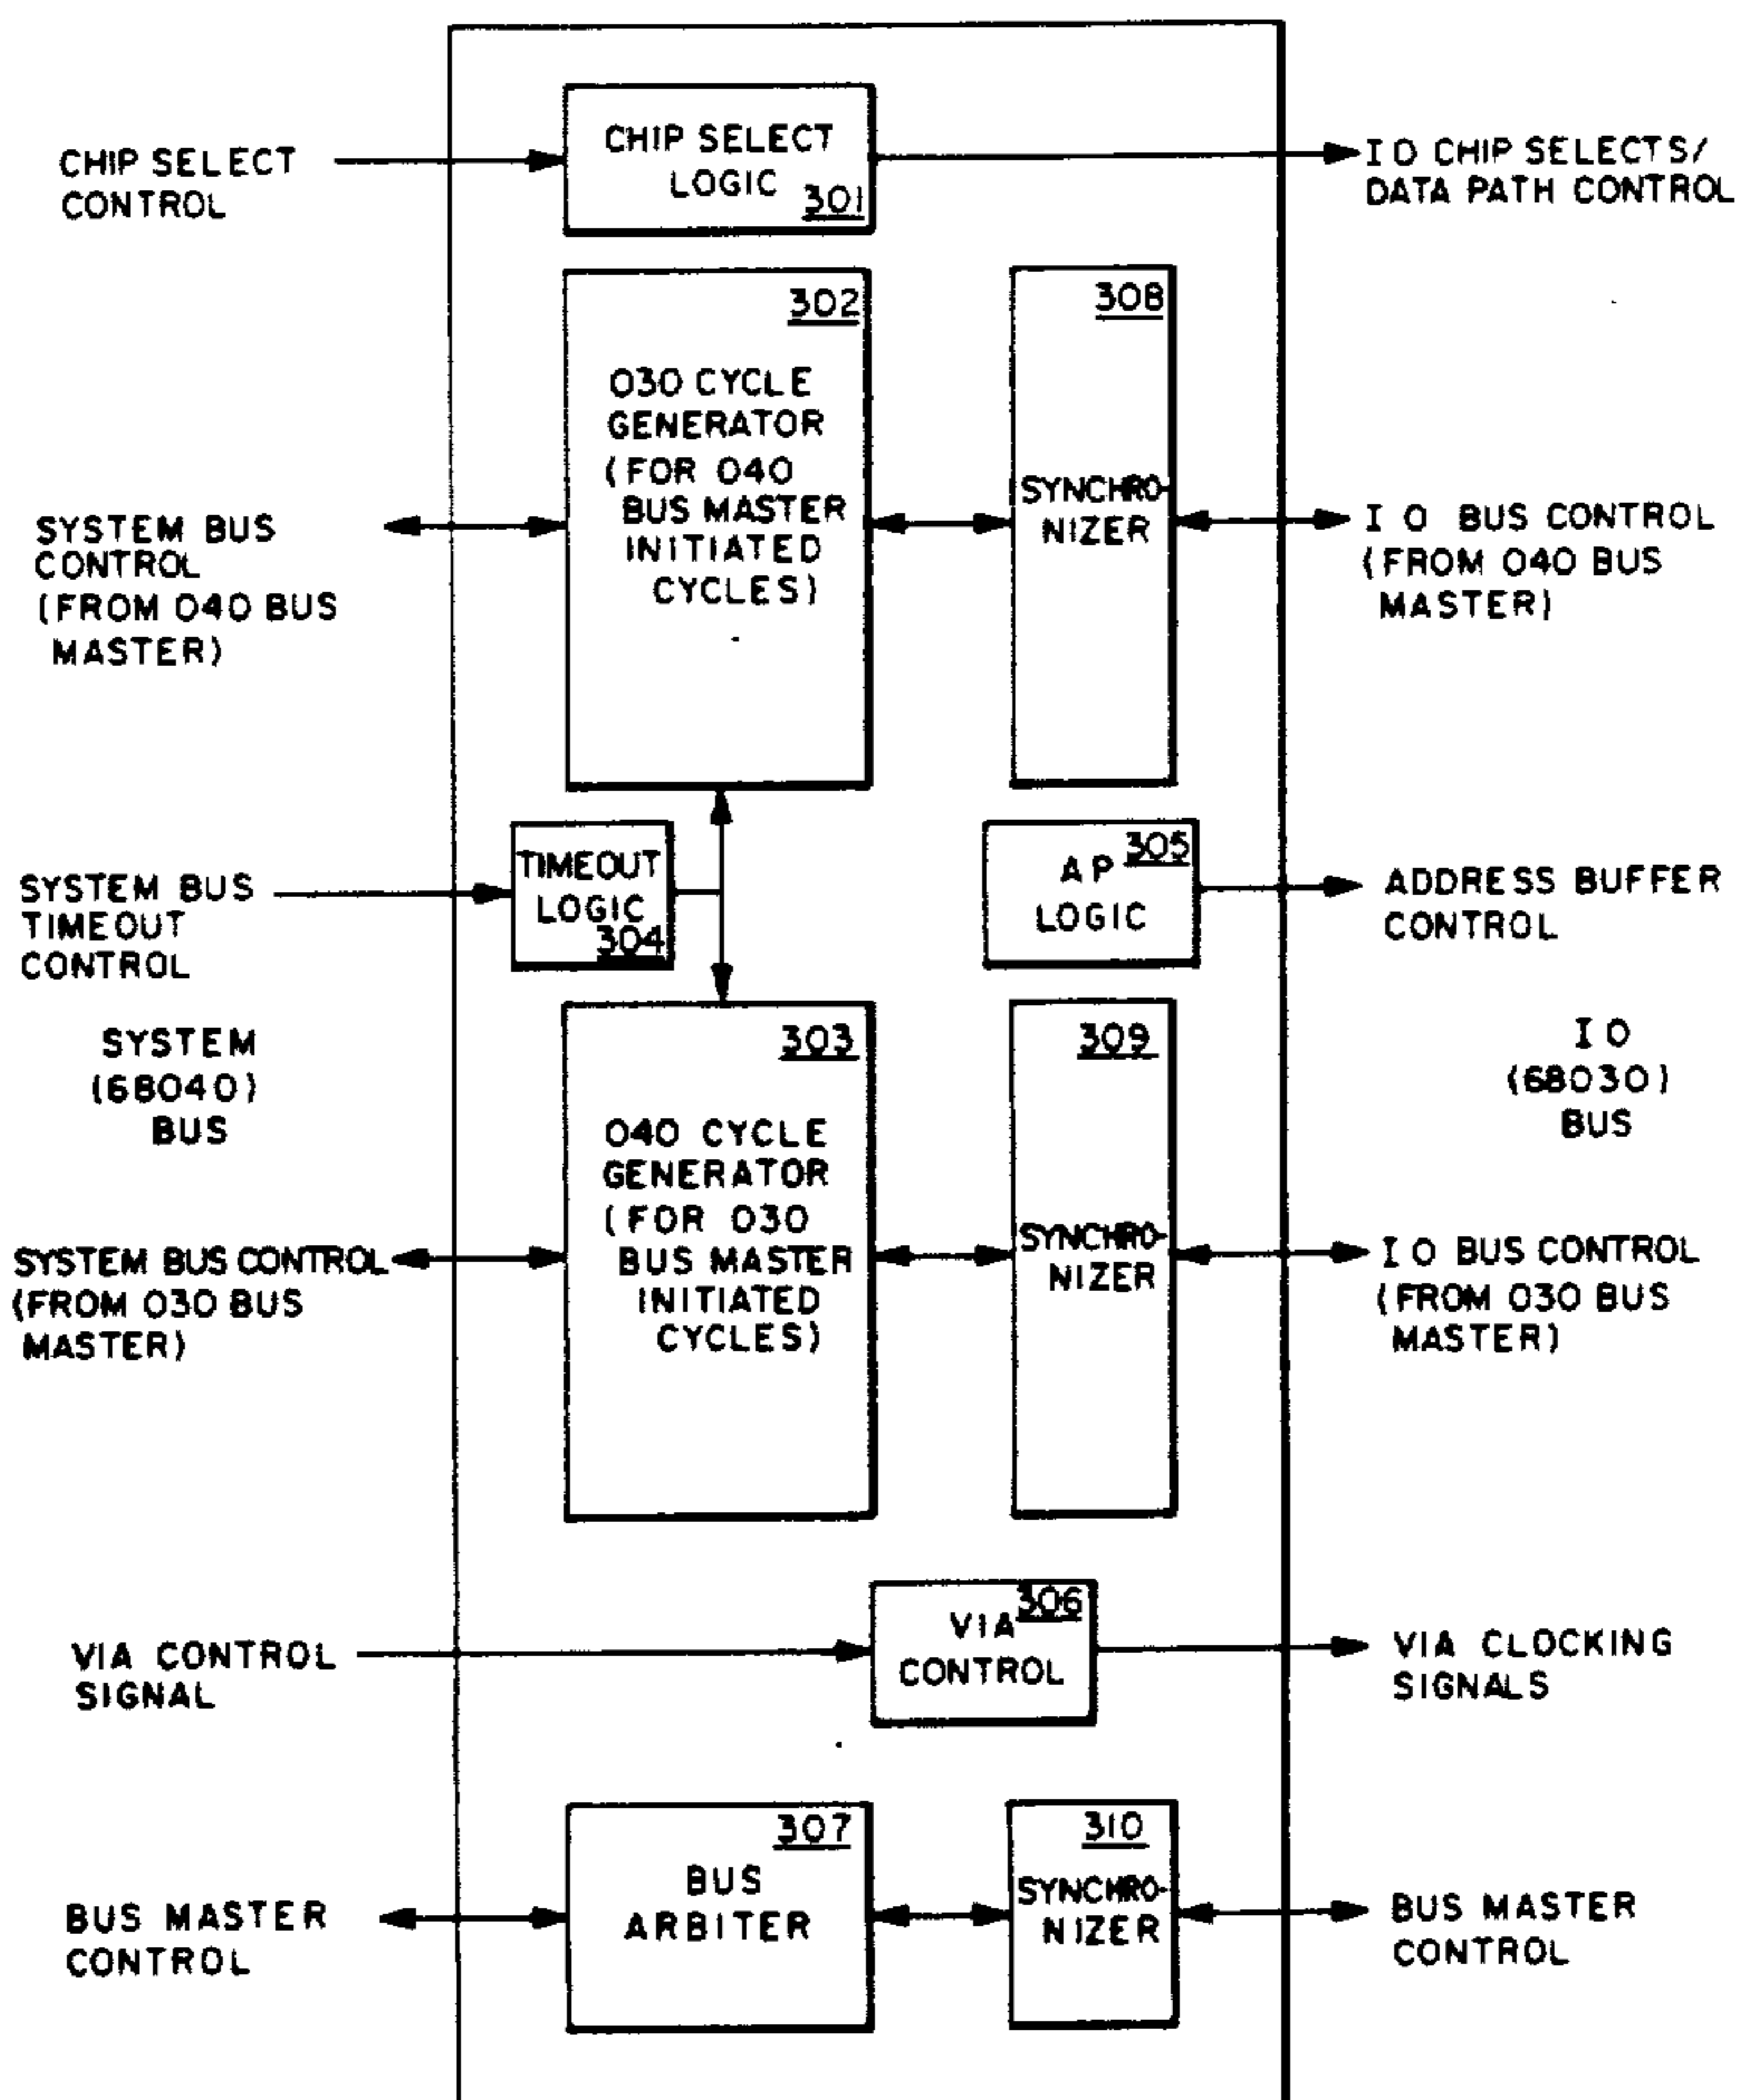 CHIP SELECT
CONTROL
CHIP SELECT
LOGIC
301
IO CHIP SELECTS/
DATA PATH CONTROL
302
030 CYCLE
GENERATOR
(FOR 040
BUS MASTER
INITIATED
CYCLES)
308
SYNCHRO-
NIZER
SYSTEM BUS
CONTROL
(FROM 040 BUS
MASTER)
IO BUS CONTROL
(FROM 040 BUS
MASTER)
SYSTEM BUS
TIMEOUT
CONTROL
TIMEOUT
LOGIC
304
305
AP
LOGIC
ADDRESS BUFFER
CONTROL
SYSTEM
(68040)
BUS
IO
(68030)
BUS
303
040 CYCLE
GENERATOR
(FOR 030
BUS MASTER
INITIATED
CYCLES)
309
SYNCHRO-
NIZER
SYSTEM BUS CONTROL
(FROM 030 BUS
MASTER)
IO BUS CONTROL
(FROM 030 BUS
MASTER)
VIA CONTROL
SIGNAL
306
VIA
CONTROL
VIA CLOCKING
SIGNALS
BUS MASTER
CONTROL
307
BUS
ARBITER
310
SYNCHRO-
NIZER
BUS MASTER
CONTROL